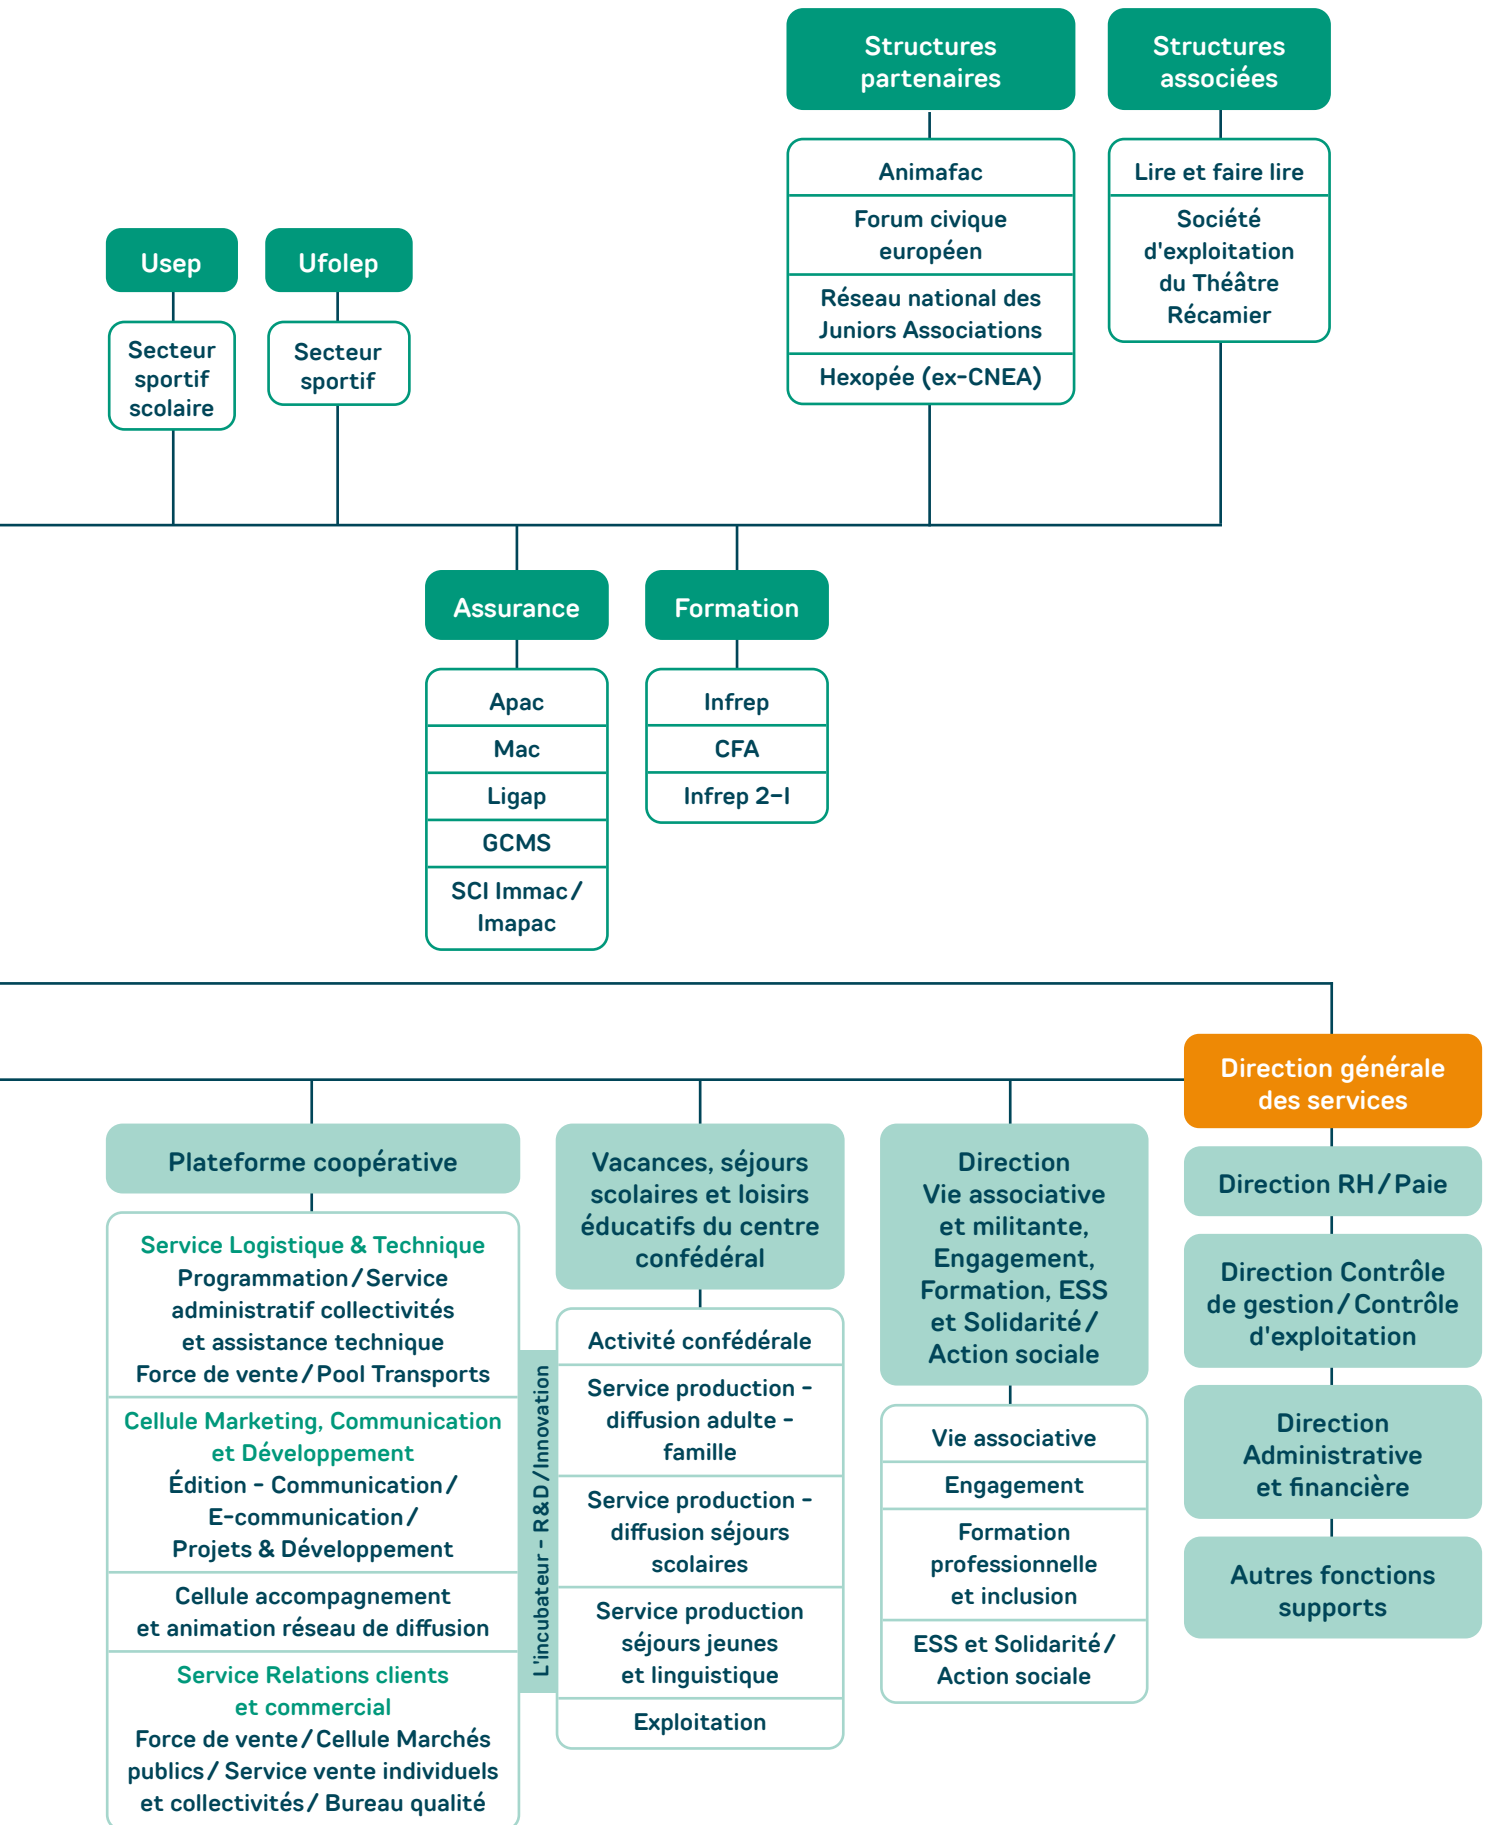 Structures
partenaires
Animafac
Forum civique
européen
Réseau national des
Juniors Associations
Hexopée (ex-CNEA)
Structures
associées
Lire et faire lire
Société
d'exploitation
du Théâtre
Récamier
Usep
Secteur
sportif
scolaire
Ufolep
Secteur
sportif
Assurance
Apac
Mac
Ligap
GCMS
SCI Immac/
Imapac
Formation
Infrep
CFA
Infrep 2-I
Direction générale
des services
Plateforme coopérative
Service Logistique & Technique
Programmation/Service
administratif collectivités
et assistance technique
Force de vente/Pool Transports
Cellule Marketing, Communication
et Développement
Édition - Communication/
E-communication/
Projets & Développement
Cellule accompagnement
et animation réseau de diffusion
Service Relations clients
et commercial
Force de vente/Cellule Marchés
publics/ Service vente individuels
et collectivités/ Bureau qualité
L'incubateur - R&D/Innovation
Vacances, séjours
scolaires et loisirs
éducatifs du centre
confédéral
Activité confédérale
Service production -
diffusion adulte -
famille
Service production -
diffusion séjours
scolaires
Service production
séjours jeunes
et linguistique
Exploitation
Direction
Vie associative
et militante,
Engagement,
Formation, ESS
et Solidarité/
Action sociale
Vie associative
Engagement
Formation
professionnelle
et inclusion
ESS et Solidarité/
Action sociale
Direction RH/Paie
Direction Contrôle
de gestion/Contrôle
d'exploitation
Direction
Administrative
et financière
Autres fonctions
supports